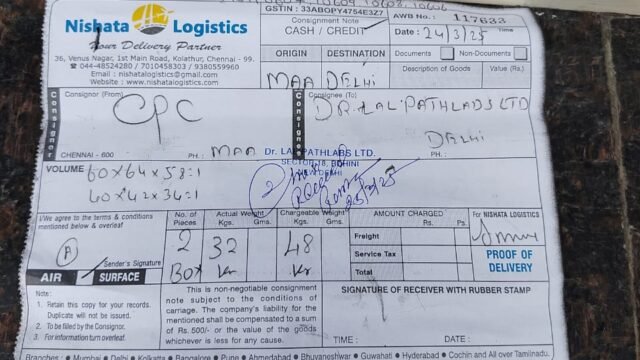 GSTIN : 33ABOPY4754E3Z7
Nishata Logistics
Your Delivery Partner
36, Venus Nagar, 1st Main Road, Kolathur, Chennai - 99.
044-48524280 / 7010458303 / 9380559960
Email : nishatalogistics@gmail.com
Website : www.nishatalogistics.com
Consignment Note
CASH / CREDIT
AWB No. : 117633
Date : 24/3/25 Time
ORIGIN DESTINATION
MAA DELHI
Documents Non-Documents
Description of Goods Value (Rs.)
Consignor
Consignor (From)
CPC
CHENNAI - 600 PH. : MAA
Consignee
Consignee (To)
DR.LAL.PATHLABS LTD
DELHI
PH. :
Dr. LAL PATHLABS LTD.
SECTOR-18, ROHINI
VOLUME
60x64x58=1
40x42x34=1
I/We agree to the terms & conditions
mentioned below & overleaf
Sender's Signature
AIR SURFACE
No. of Pieces
2
Box
Actual Weight
Kgs. Gms.
32
Chargeable Weight
Kgs. Gms.
48
AMOUNT CHARGED
Rs. Ps.
Freight
Service Tax
Total
For NISHATA LOGISTICS
PROOF OF
DELIVERY
Note :
1. Retain this copy for your records.
Duplicate will not be issued.
2. To be filled by the Consignor.
3. For information turn overleaf.
This is non-negotiable consignment
note subject to the conditions of
carriage. The company's liability for the
mentioned shall be compensated to a sum
of Rs.500/- or the value of the goods
whichever is less for any cause.
SIGNATURE OF RECEIVER WITH RUBBER STAMP
TIME : DATE :
Branches : Mumbai • Delhi • Kolkatta • Bangalore • Pune • Ahmedabad • Bhuvaneshwar • Guwahati • Hyderabad • Cochin and All over Tamilnadu.